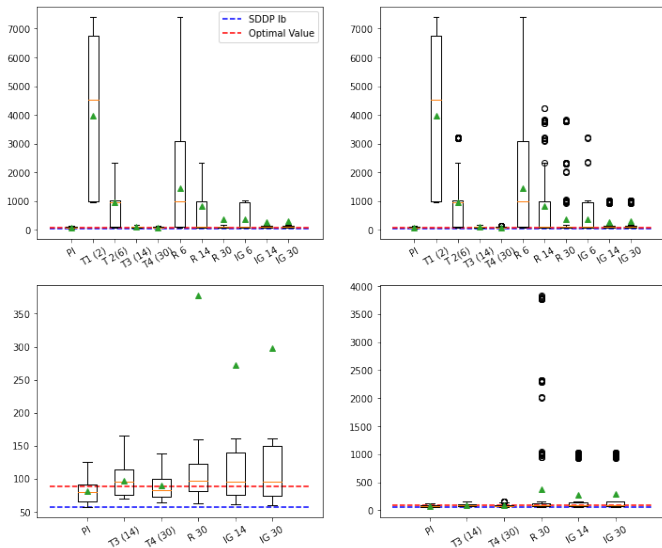 7000
6000
5000
4000
3000
2000
1000
0
SDDP lb
Optimal Value
PI
T1 (2)
T 2(6)
T3 (14)
T4 (30)
R 6
R 14
R 30
IG 6
IG 14
IG 30
7000
6000
5000
4000
3000
2000
1000
0
PI
T1 (2)
T 2(6)
T3 (14)
T4 (30)
R 6
R 14
R 30
IG 6
IG 14
IG 30
350
300
250
200
150
100
50
PI
T3 (14)
T4 (30)
R 30
IG 14
IG 30
4000
3500
3000
2500
2000
1500
1000
500
0
PI
T3 (14)
T4 (30)
R 30
IG 14
IG 30